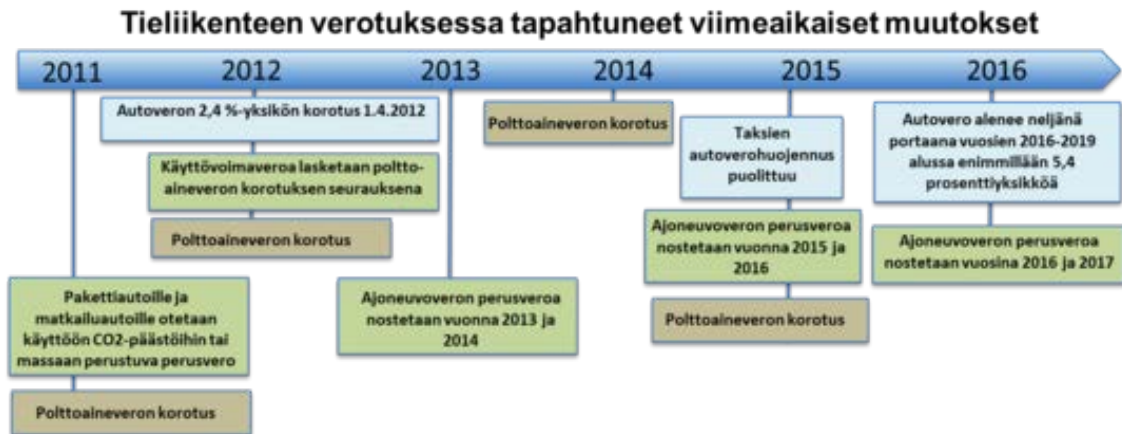 Tieliikenteen verotuksessa tapahtuneet viimeaikaiset muutokset
2011
2012
2013
2014
2015
2016
Autoveron 2,4 %-yksikön korotus 1.4.2012
Käyttövoimaveroa lasketaan poltto-
aineveron korotuksen seurauksena
Polttoaineveron korotus
Pakettiautoille ja
matkailuautoille otetaan
käyttöön CO2-päästöihin tai
massaan perustuva perusvero
Polttoaineveron korotus
Ajoneuvoveron perusveroa
nostetaan vuonna 2013 ja
2014
Polttoaineveron korotus
Taksien
autoverohuojennus
puolittuu
Ajoneuvoveron perusveroa
nostetaan vuonna 2015 ja
2016
Polttoaineveron korotus
Autovero alenee neljänä
portaana vuosien 2016-2019
alussa enimmillään 5,4
prosenttiyksikköä
Ajoneuvoveron perusveroa
nostetaan vuosina 2016 ja 2017